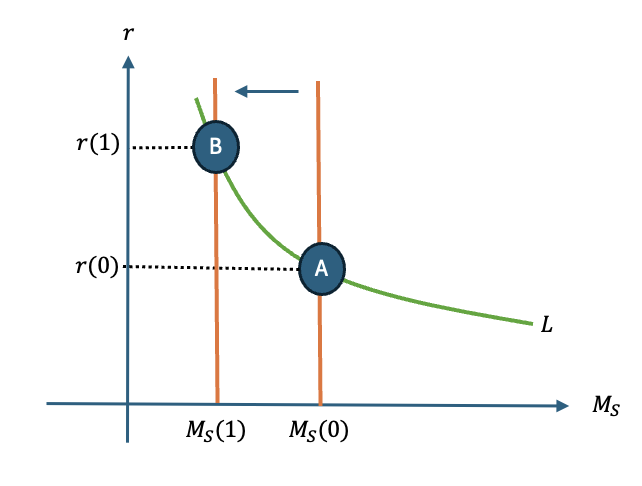 r
r(1)
B
r(0)
A
L
M_S(1)
M_S(0)
M_S